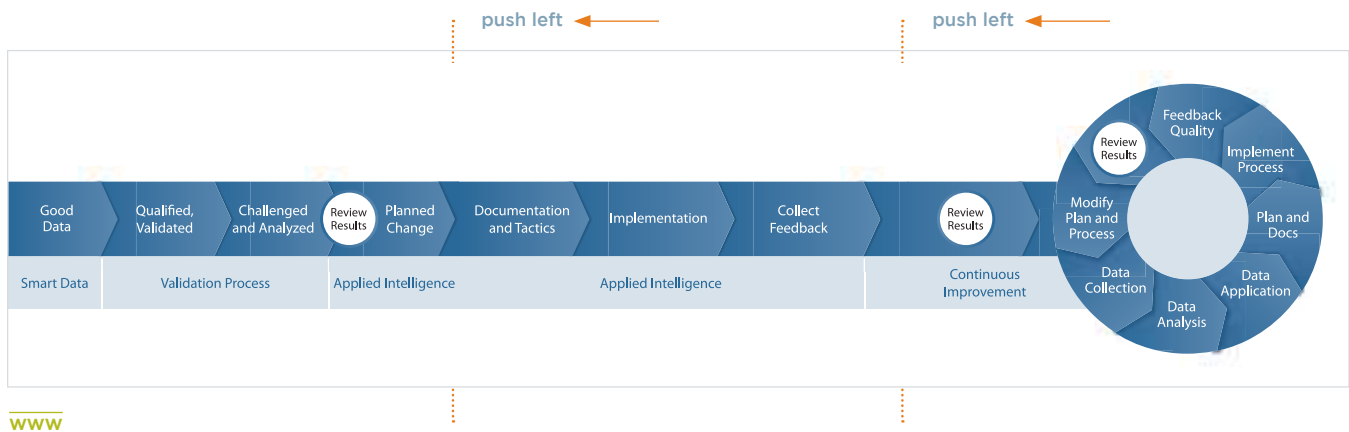 push left
push left
Good
Data
Qualified,
Validated
Challenged
and Analyzed
Review
Results
Planned
Change
Documentation
and Tactics
Implementation
Collect
Feedback
Review
Results
Smart Data
Validation Process
Applied Intelligence
Applied Intelligence
Continuous
Improvement
Review
Results
Feedback
Quality
Implement
Process
Plan and
Docs
Data
Application
Data
Analysis
Data
Collection
Modify
Plan and
Process
www